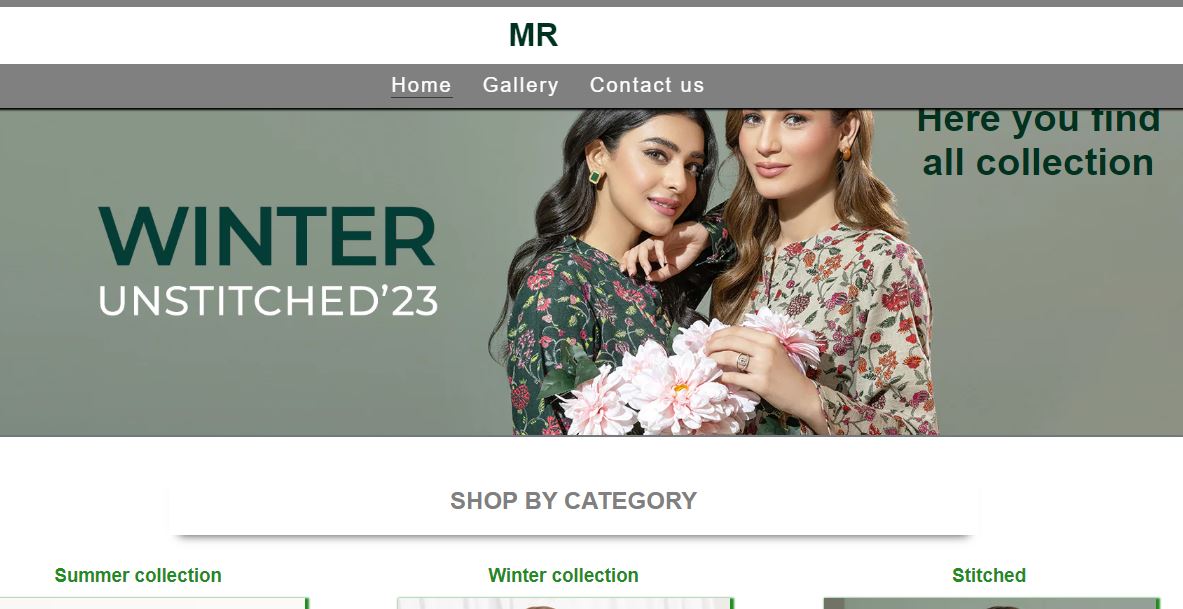 MR
Home Gallery Contact us
Here you find
all collection
WINTER
UNSTITCHED’23
SHOP BY CATEGORY
Summer collection Winter collection Stitched